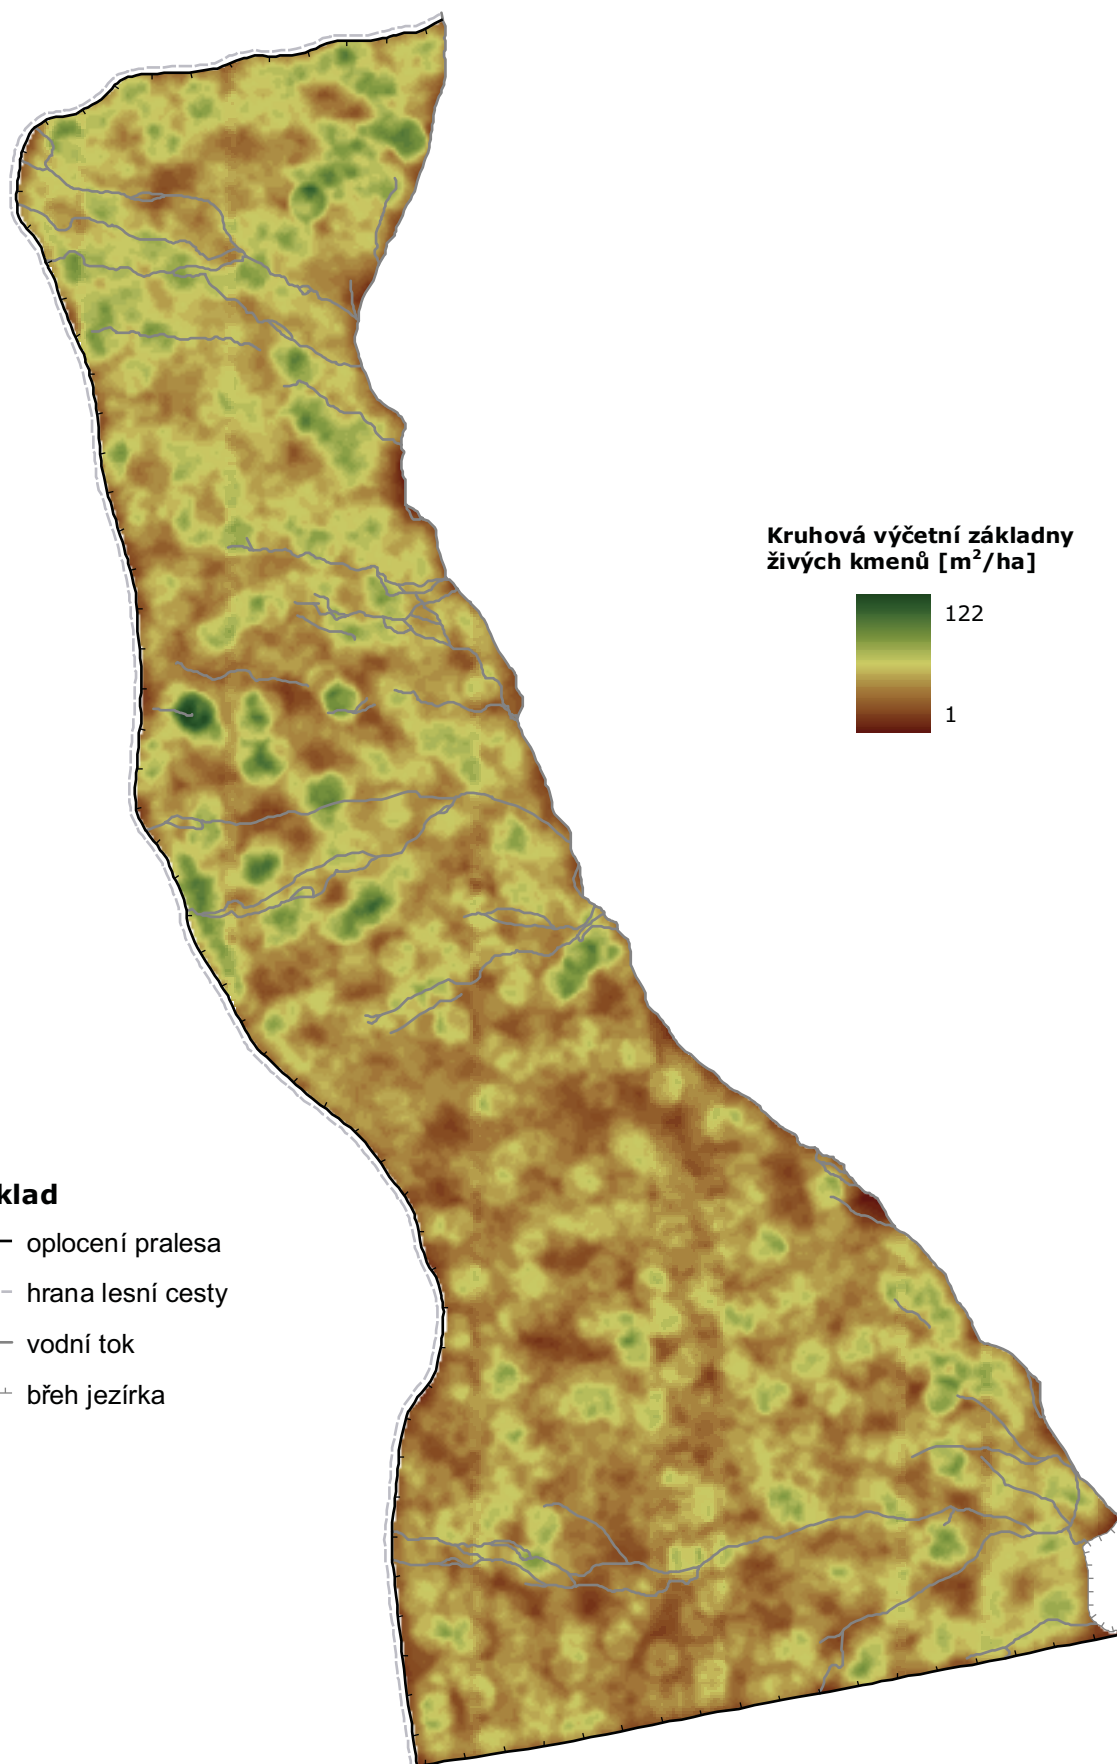 Kruhová výčetní základny
živých kmenů [m²/ha]
122
1
klad
oplocení pralesa
hrana lesní cesty
vodní tok
břeh jezírka